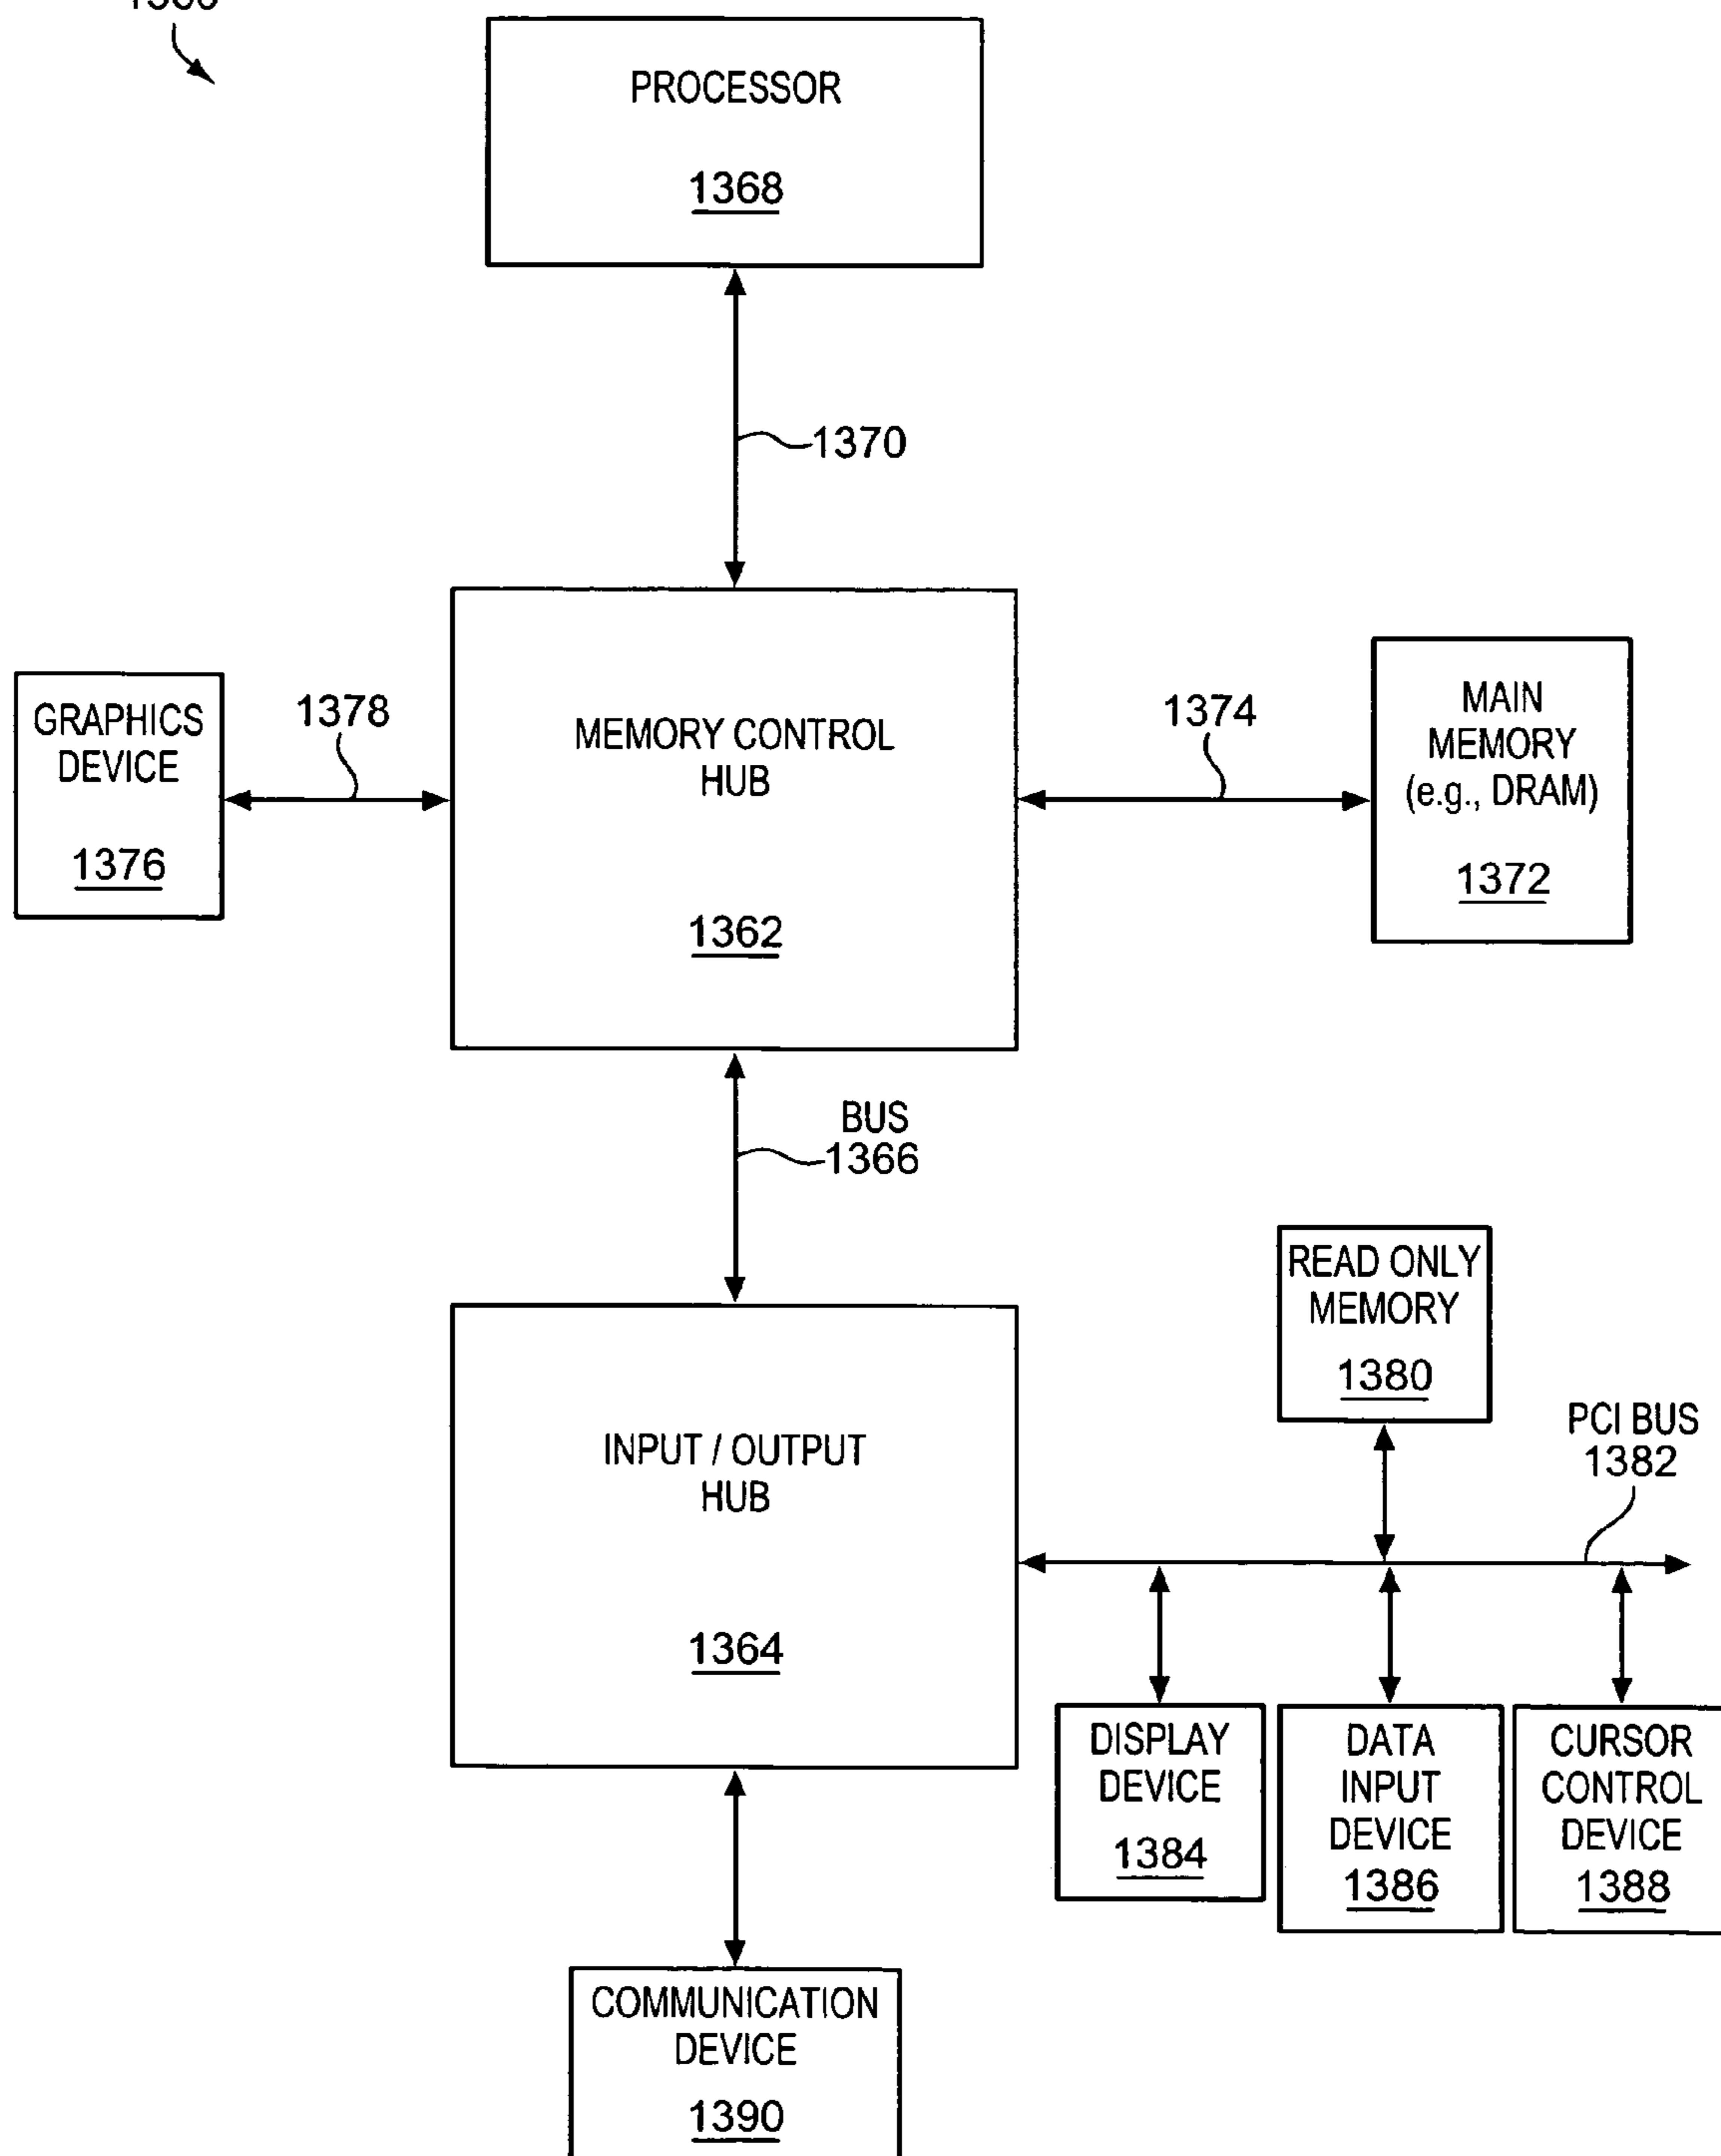 PROCESSOR
1368
1370
GRAPHICS
DEVICE
1376
1378
MEMORY CONTROL
HUB
1362
1374
MAIN
MEMORY
(e.g., DRAM)
1372
BUS
1366
READ ONLY
MEMORY
1380
PCI BUS
1382
INPUT / OUTPUT
HUB
1364
DISPLAY
DEVICE
1384
DATA
INPUT
DEVICE
1386
CURSOR
CONTROL
DEVICE
1388
COMMUNICATION
DEVICE
1390